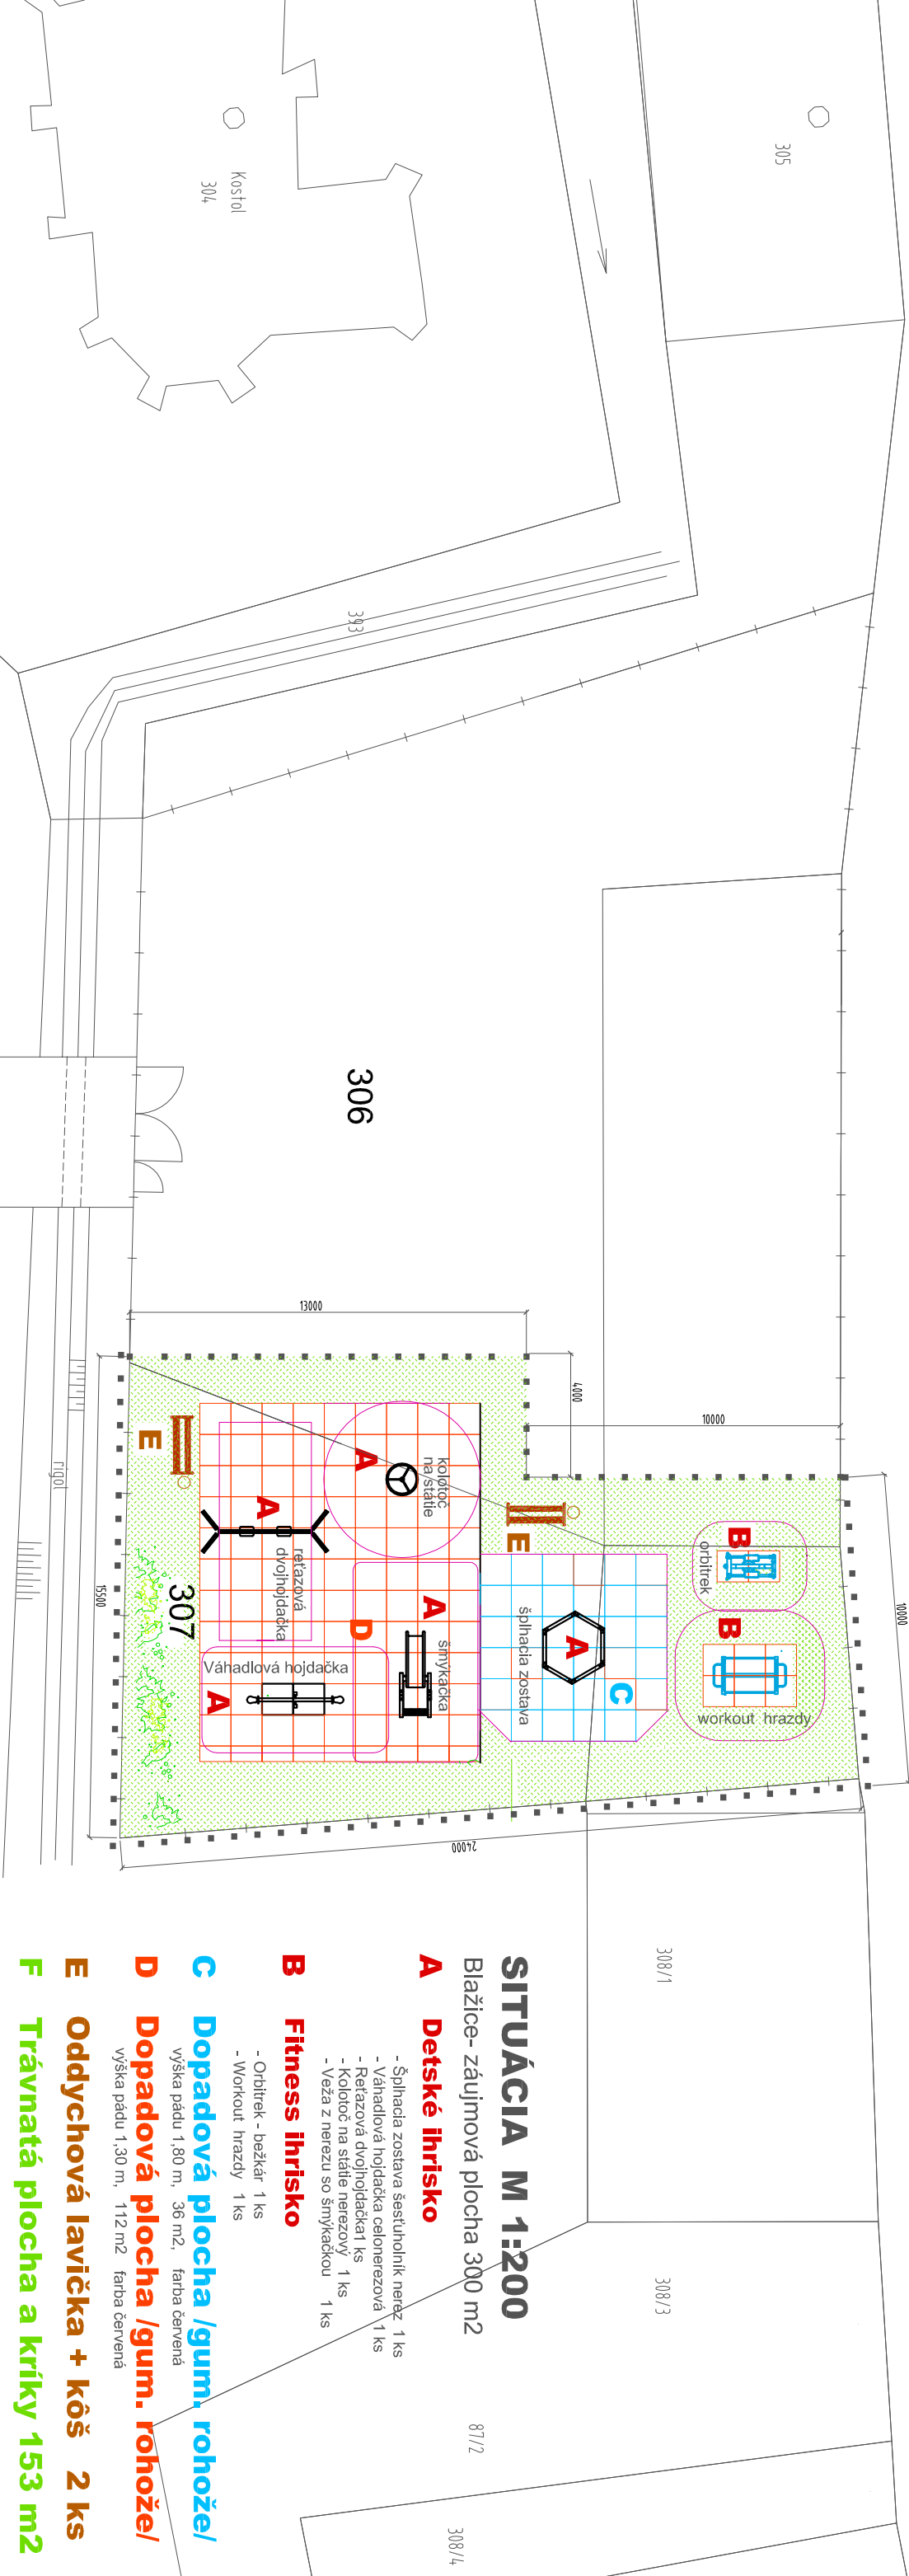 305
Kostol
304
393
306
13000
4000
10000
10000
kolotoč
na státie
A
E
A
reťazová
dvojhojdačka
E
B
orbitrek
B
workout hrazdy
šplhacia zostava
A
C
A
šmýkačka
D
Váhadlová hojdačka
A
307
rigol
15500
24000
308/1
308/3
87/2
308/4
SITUÁCIA M 1:200
Blažice- záujmová plocha 300 m2
A Detské ihrisko
- Šplhacia zostava šesťuholník nerez 1 ks
- Váhadlová hojdačka celonerezová 1 ks
- Reťazová dvojhojdačka1 ks
- Kolotoč na státie nerezový 1 ks
- Veža z nerezu so šmýkačkou 1 ks
B Fitness ihrisko
- Orbitrek - bežkár 1 ks
- Workout hrazdy 1 ks
C Dopadová plocha /gum. rohože/
výška pádu 1,80 m, 36 m2, farba červená
D Dopadová plocha /gum. rohože/
výška pádu 1,30 m, 112 m2 farba červená
E Oddychová lavička + kôš 2 ks
F Trávnatá plocha a kríky 153 m2